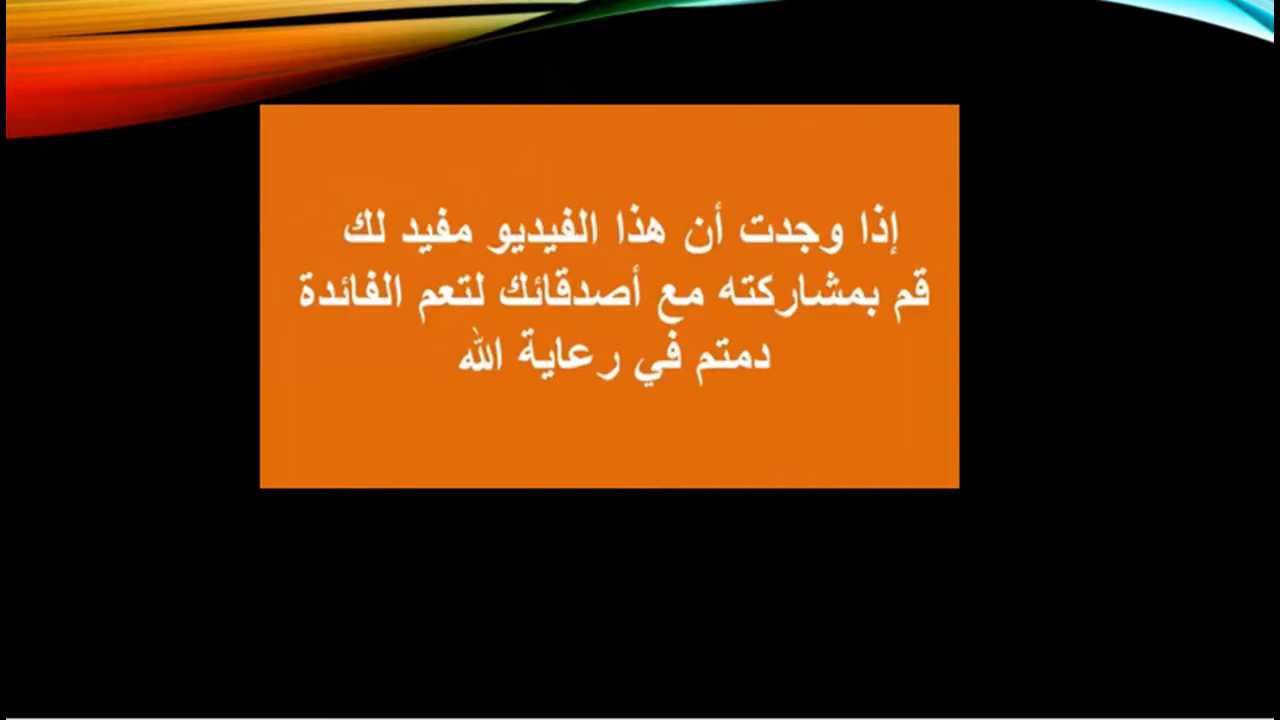 إذا وجدت أن هذا الفيديو مفيد لك
قم بمشاركته مع أصدقائك لتعم الفائدة
دمتم في رعاية الله